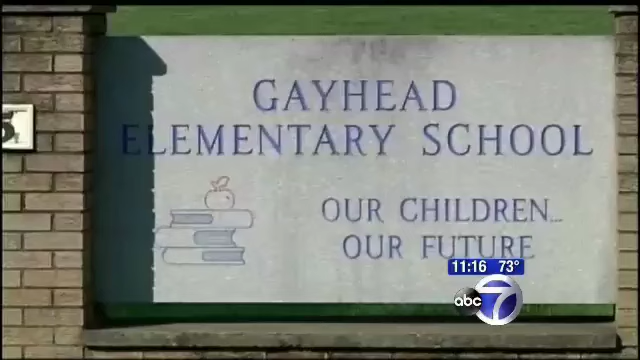 GAYHEAD
ELEMENTARY SCHOOL
OUR CHILDREN...
OUR FUTURE
11:16 73°
abc 7